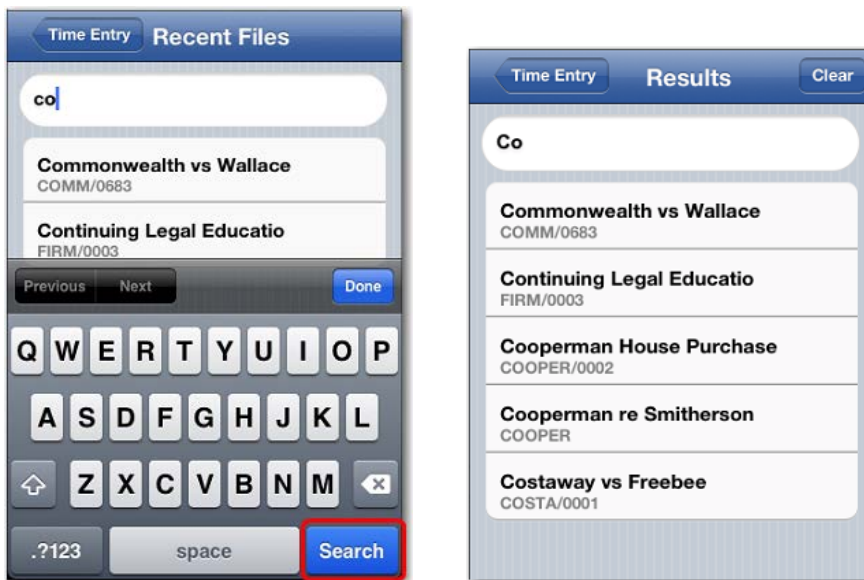 Time Entry Recent Files
co
Commonwealth vs Wallace
COMM/0683
Continuing Legal Educatio
FIRM/0003
Previous Next Done
Q W E R T Y U I O P
A S D F G H J K L
Z X C V B N M
.?123 space Search
Time Entry Results Clear
Co
Commonwealth vs Wallace
COMM/0683
Continuing Legal Educatio
FIRM/0003
Cooperman House Purchase
COOPER/0002
Cooperman re Smitherson
COOPER
Costaway vs Freebee
COSTA/0001